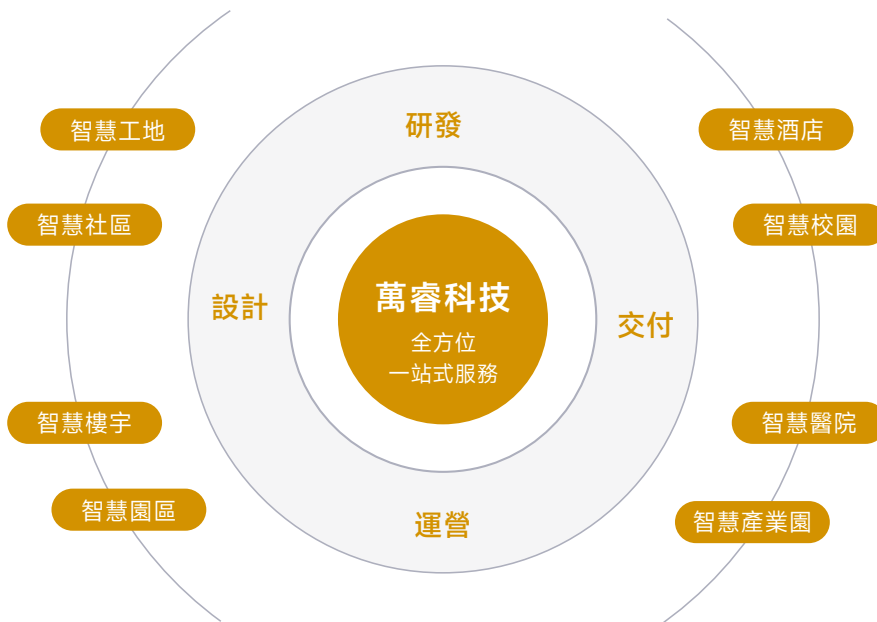 研發
智慧工地
智慧酒店
智慧社區
智慧校園
設計
萬睿科技
全方位
一站式服務
交付
智慧樓宇
智慧醫院
智慧園區
智慧產業園
運營